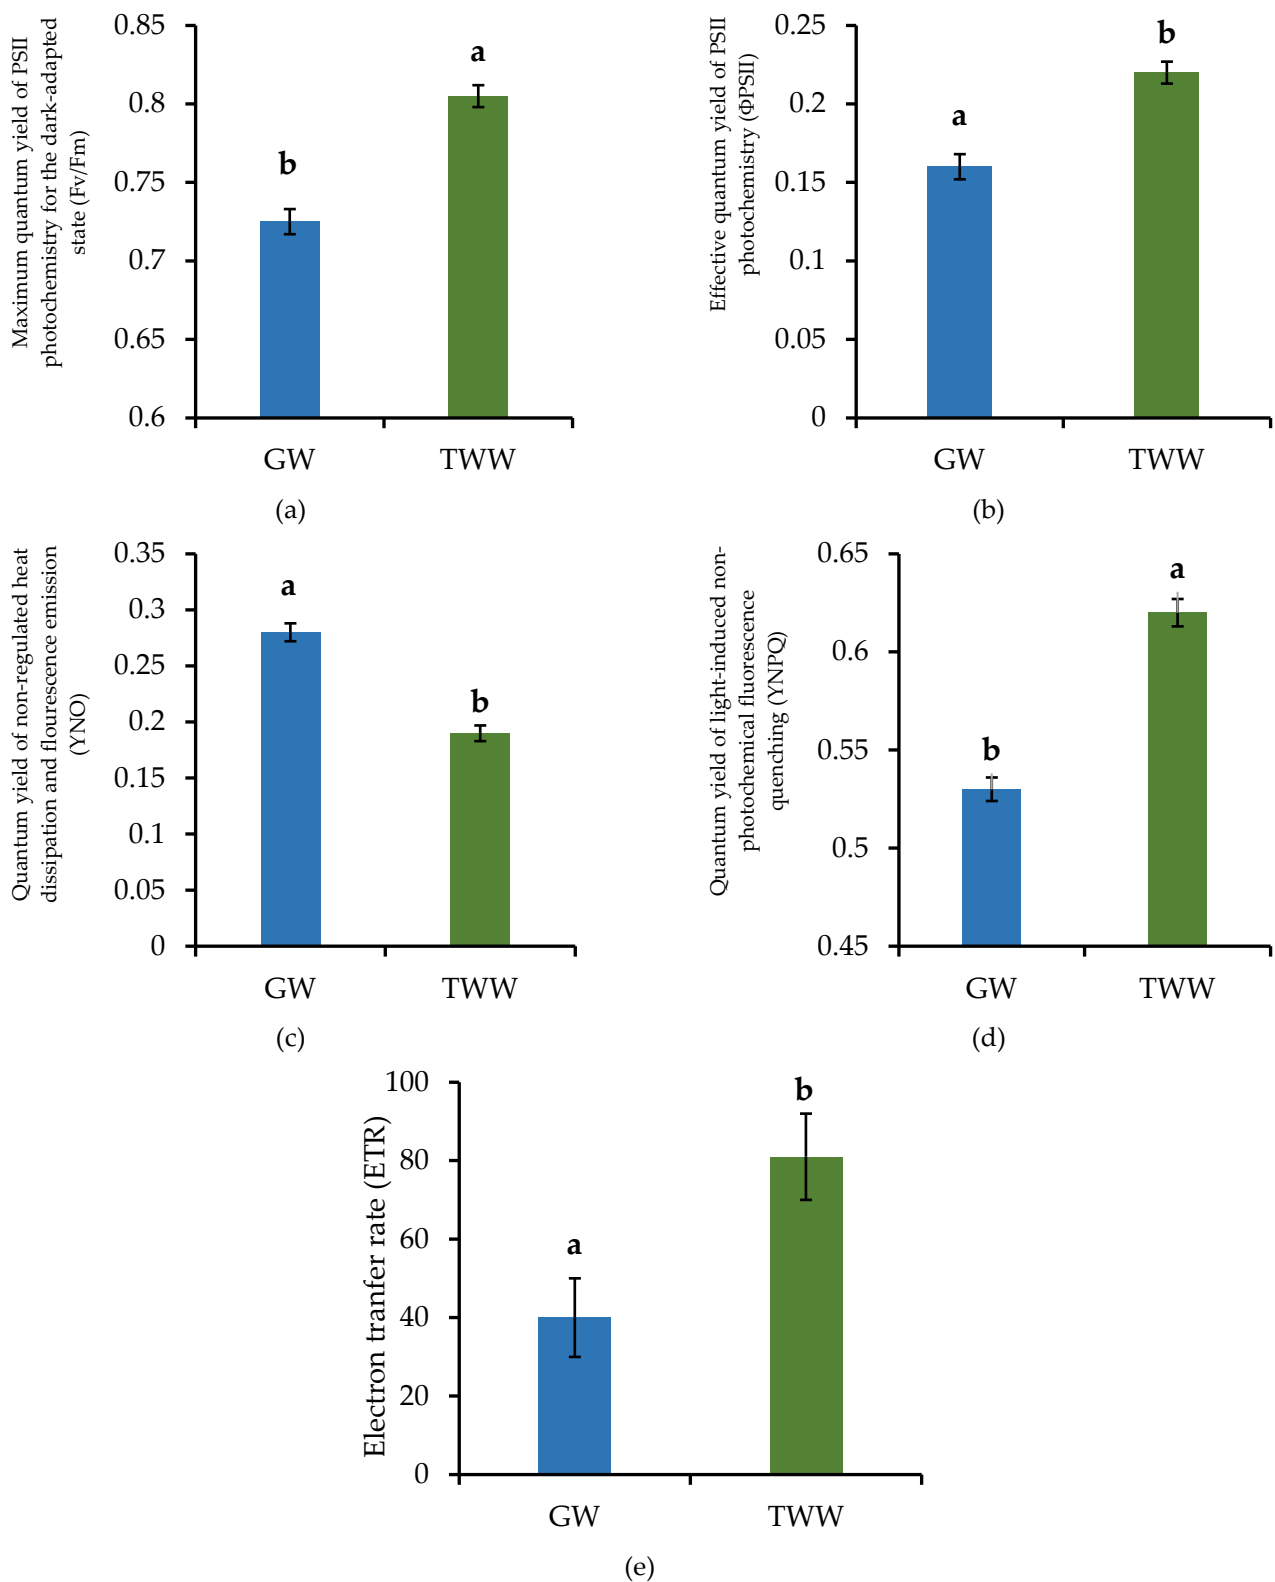 Maximum quantum yield of PSII
photochemistry for the dark-adapted
state (Fv/Fm)
0.85
0.8
0.75
0.7
0.65
0.6
b
a
GW
TWW
(a)
Effective quantum yield of PSII
photochemistry (ΦPSII)
0.25
0.2
0.15
0.1
0.05
0
a
b
GW
TWW
(b)
Quantum yield of non-regulated heat
dissipation and flourescence emission
(YNO)
0.35
0.3
0.25
0.2
0.15
0.1
0.05
0
a
b
GW
TWW
(c)
Quantum yield of light-induced non-
photochemical fluorescence
quenching (YNPQ)
0.65
0.6
0.55
0.5
0.45
b
a
GW
TWW
(d)
Electron tranfer rate (ETR)
100
80
60
40
20
0
a
b
GW
TWW
(e)